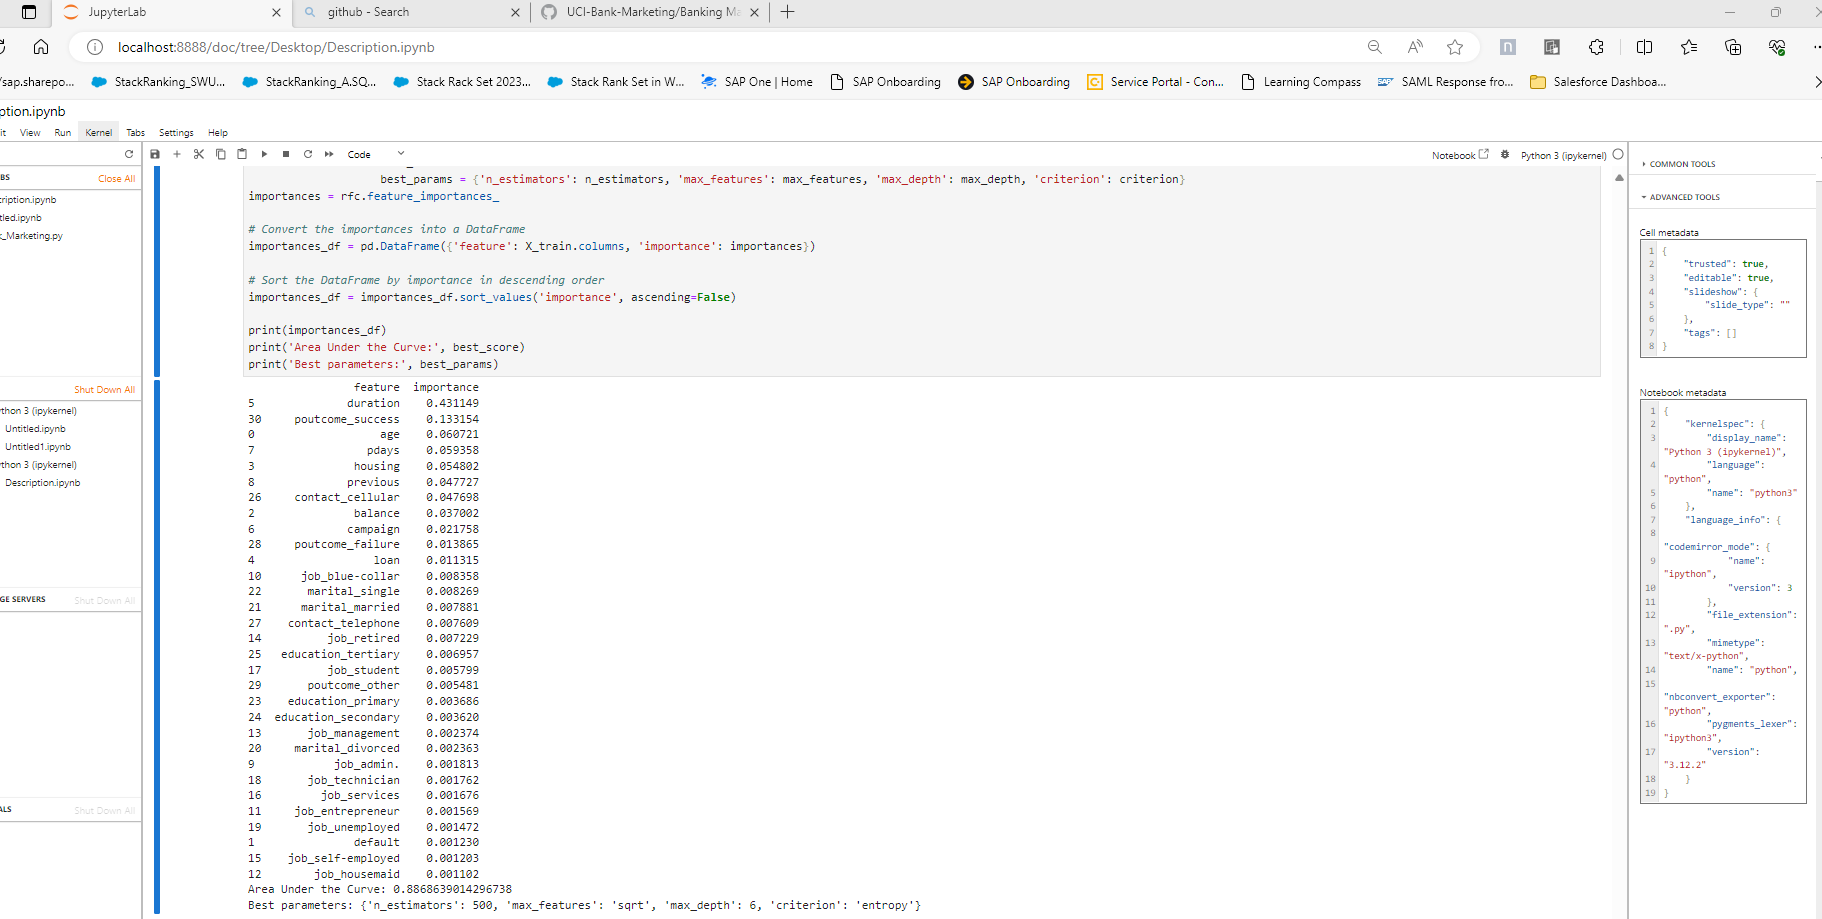 JupyterLab
github - Search
UCI-Bank-Marketing/Banking Ma
localhost:8888/doc/tree/Desktop/Description.ipynb
/sap.sharepo...
StackRanking_SWU...
StackRanking_A.SQ...
Stack Rack Set 2023...
Stack Rank Set in W...
SAP One | Home
SAP Onboarding
SAP Onboarding
Service Portal - Con...
Learning Compass
SAML Response fro...
Salesforce Dashboa...
ption.ipynb
it View Run Kernel Tabs Settings Help
Code
Notebook
Python 3 (ipykernel)
BS
Close All
cription.ipynb
tled.ipynb
k_Marketing.py
Shut Down All
thon 3 (ipykernel)
Untitled.ipynb
Untitled1.ipynb
thon 3 (ipykernel)
Description.ipynb
GE SERVERS
Shut Down All
ALS
Shut Down All
best_params = {'n_estimators': n_estimators, 'max_features': max_features, 'max_depth': max_depth, 'criterion': criterion}
importances = rfc.feature_importances_
# Convert the importances into a DataFrame
importances_df = pd.DataFrame({'feature': X_train.columns, 'importance': importances})
# Sort the DataFrame by importance in descending order
importances_df = importances_df.sort_values('importance', ascending=False)
print(importances_df)
print('Area Under the Curve:', best_score)
print('Best parameters:', best_params)
feature importance
5 duration 0.431149
30 poutcome_success 0.133154
0 age 0.060721
7 pdays 0.059358
3 housing 0.054802
8 previous 0.047727
26 contact_cellular 0.047698
2 balance 0.037002
6 campaign 0.021758
28 poutcome_failure 0.013865
4 loan 0.011315
10 job_blue-collar 0.008358
22 marital_single 0.008269
21 marital_married 0.007881
27 contact_telephone 0.007609
14 job_retired 0.007229
25 education_tertiary 0.006957
17 job_student 0.005799
29 poutcome_other 0.005481
23 education_primary 0.003686
24 education_secondary 0.003620
13 job_management 0.002374
20 marital_divorced 0.002363
9 job_admin. 0.001813
18 job_technician 0.001762
16 job_services 0.001676
11 job_entrepreneur 0.001569
19 job_unemployed 0.001472
1 default 0.001230
15 job_self-employed 0.001203
12 job_housemaid 0.001102
Area Under the Curve: 0.8868639014296738
Best parameters: {'n_estimators': 500, 'max_features': 'sqrt', 'max_depth': 6, 'criterion': 'entropy'}
COMMON TOOLS
ADVANCED TOOLS
Cell metadata
1 {
2 "trusted": true,
3 "editable": true,
4 "slideshow": {
5 "slide_type": ""
6 },
7 "tags": []
8 }
Notebook metadata
1 {
2 "kernelspec": {
3 "display_name":
"Python 3 (ipykernel)",
4 "language":
"python",
5 "name": "python3"
6 },
7 "language_info": {
8
"codemirror_mode": {
9 "name":
"ipython",
10 "version": 3
11 },
12 "file_extension":
".py",
13 "mimetype":
"text/x-python",
14 "name": "python",
15
"nbconvert_exporter":
"python",
16 "pygments_lexer":
"ipython3",
17 "version":
"3.12.2"
18 }
19 }